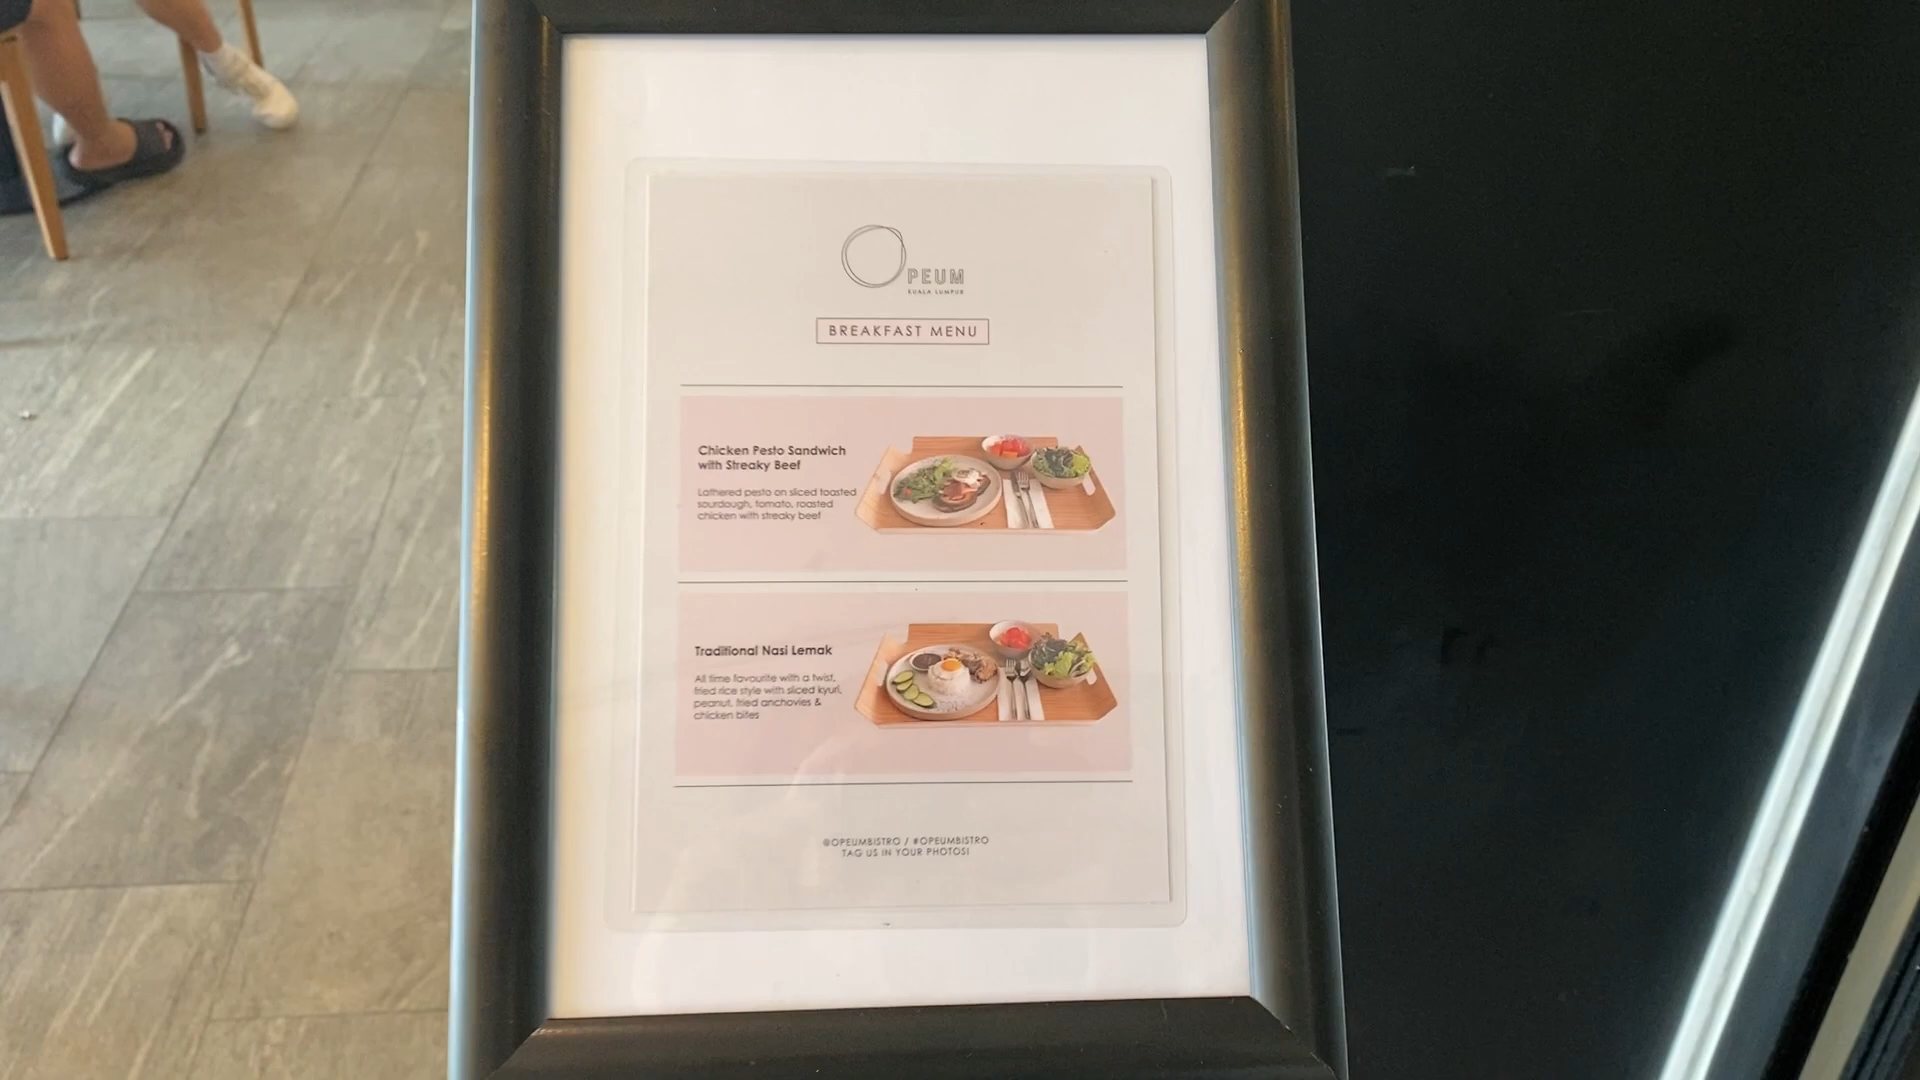 OPEUM
KUALA LUMPUR
BREAKFAST MENU
Chicken Pesto Sandwich
with Streaky Beef
Lathered pesto on sliced toasted
sourdough, tomato, roasted
chicken with streaky beef
Traditional Nasi Lemak
All time favourite with a twist,
fried rice style with sliced kyuri,
peanut, fried anchovies &
chicken bites
@OPEUMBISTRO / #OPEUMBISTRO
TAG US IN YOUR PHOTOS!